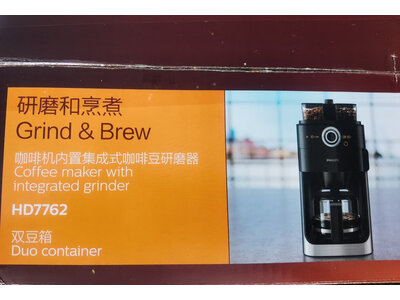 研磨和烹煮
Grind & Brew
咖啡机内置集成式咖啡豆研磨器
Coffee maker with
integrated grinder
HD7762
双豆箱
Duo container
PHILIPS